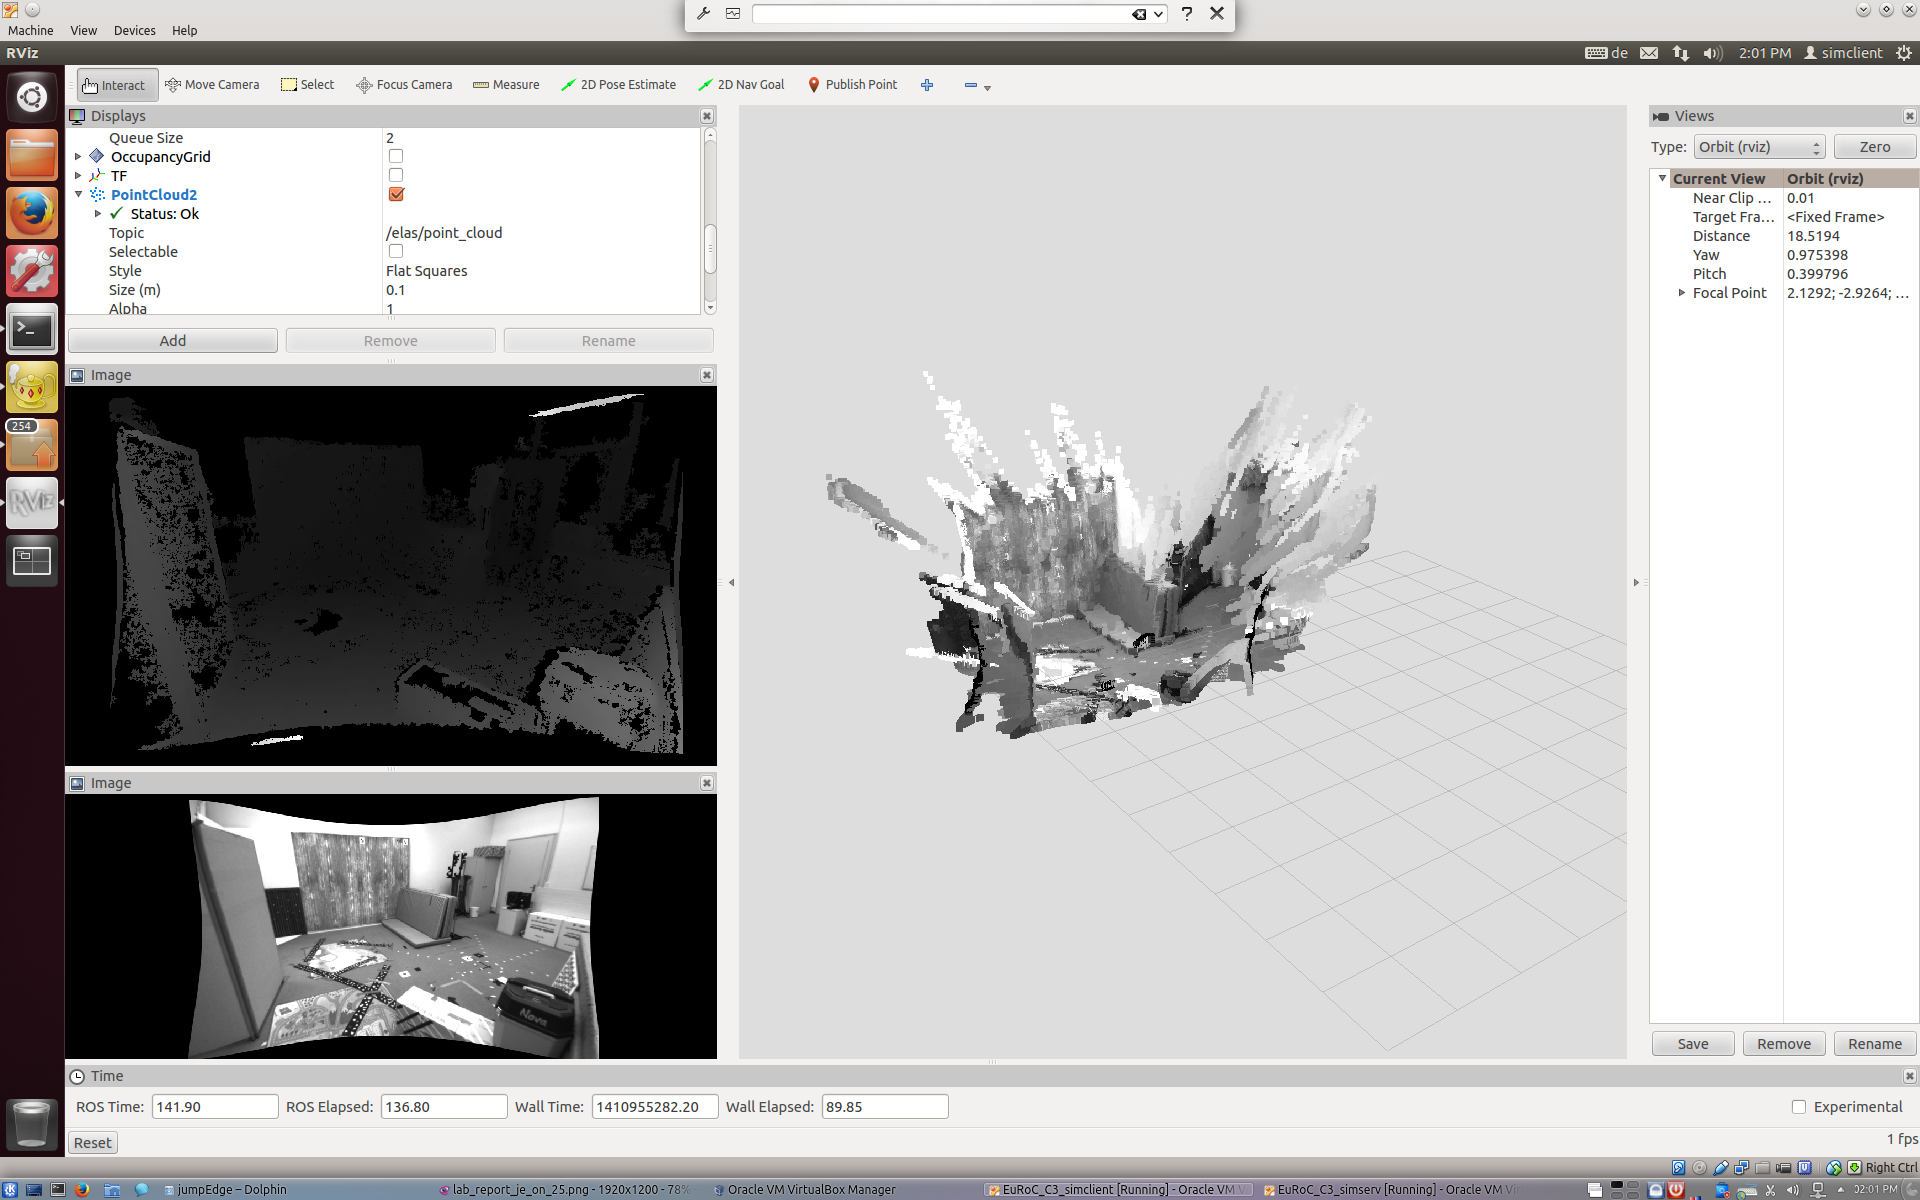 Machine View Devices Help
RViz
de 2:01 PM simclient
Interact Move Camera Select Focus Camera Measure 2D Pose Estimate 2D Nav Goal Publish Point
Displays
Queue Size 2
OccupancyGrid
TF
PointCloud2
Status: Ok
Topic /elas/point_cloud
Selectable
Style Flat Squares
Size (m) 0.1
Alpha 1
Add Remove Rename
Image
254
RViz
Image
Nova
Views
Type: Orbit (rviz) Zero
Current View Orbit (rviz)
Near Clip ... 0.01
Target Fra... <Fixed Frame>
Distance 18.5194
Yaw 0.975398
Pitch 0.399796
Focal Point 2.1292; -2.9264; ...
Save Remove Rename
Time
ROS Time: 141.90 ROS Elapsed: 136.80 Wall Time: 1410955282.20 Wall Elapsed: 89.85 Experimental
Reset 1 fps
Right Ctrl
jumpEdge – Dolphin lab_report_je_on_25.png - 1920x1200 - 78% Oracle VM VirtualBox Manager EuRoC_C3_simclient [Running] - Oracle VM V EuRoC_C3_simserv [Running] - Oracle VM Vi 02:01 PM